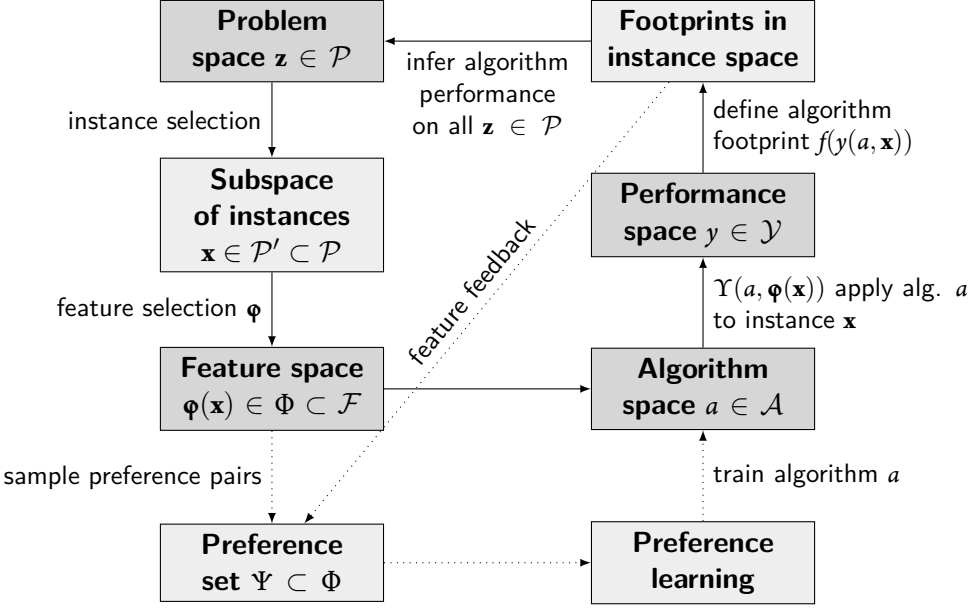 Problem
space z ∈ 𝒫
Footprints in
instance space
infer algorithm
performance
on all z ∈ 𝒫
instance selection
define algorithm
footprint f(y(a, x))
Subspace
of instances
x ∈ 𝒫′ ⊂ 𝒫
Performance
space y ∈ 𝒴
feature feedback
feature selection φ
ϒ(a, φ(x)) apply alg. a
to instance x
Feature space
φ(x) ∈ Φ ⊂ ℱ
Algorithm
space a ∈ 𝒜
sample preference pairs
train algorithm a
Preference
set Ψ ⊂ Φ
Preference
learning